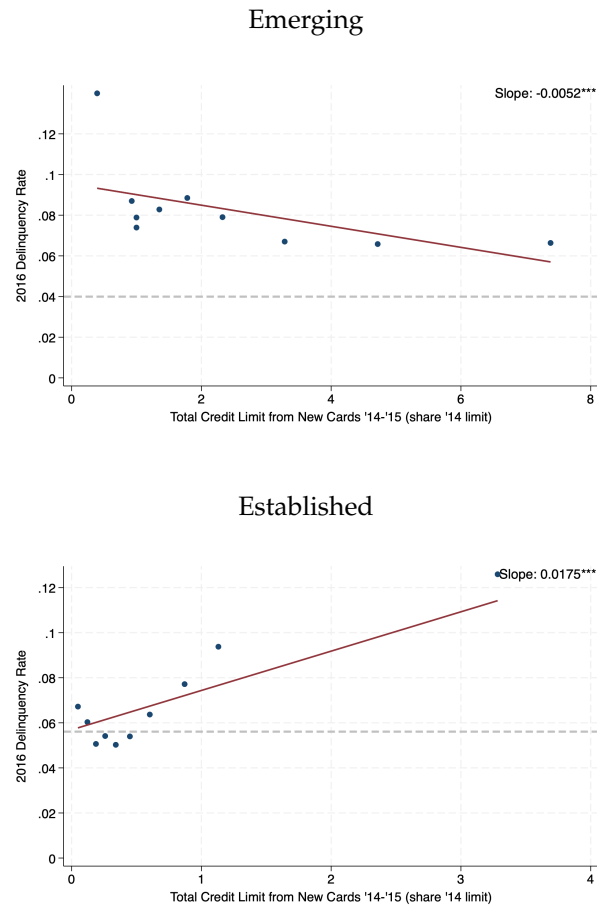 Emerging
Slope: -0.0052***
.12
.1
.08
.06
.04
.02
0
2016 Delinquency Rate
0 2 4 6 8
Total Credit Limit from New Cards '14-'15 (share '14 limit)
Established
Slope: 0.0175***
.12
.1
.08
.06
.04
.02
0
2016 Delinquency Rate
0 1 2 3 4
Total Credit Limit from New Cards '14-'15 (share '14 limit)